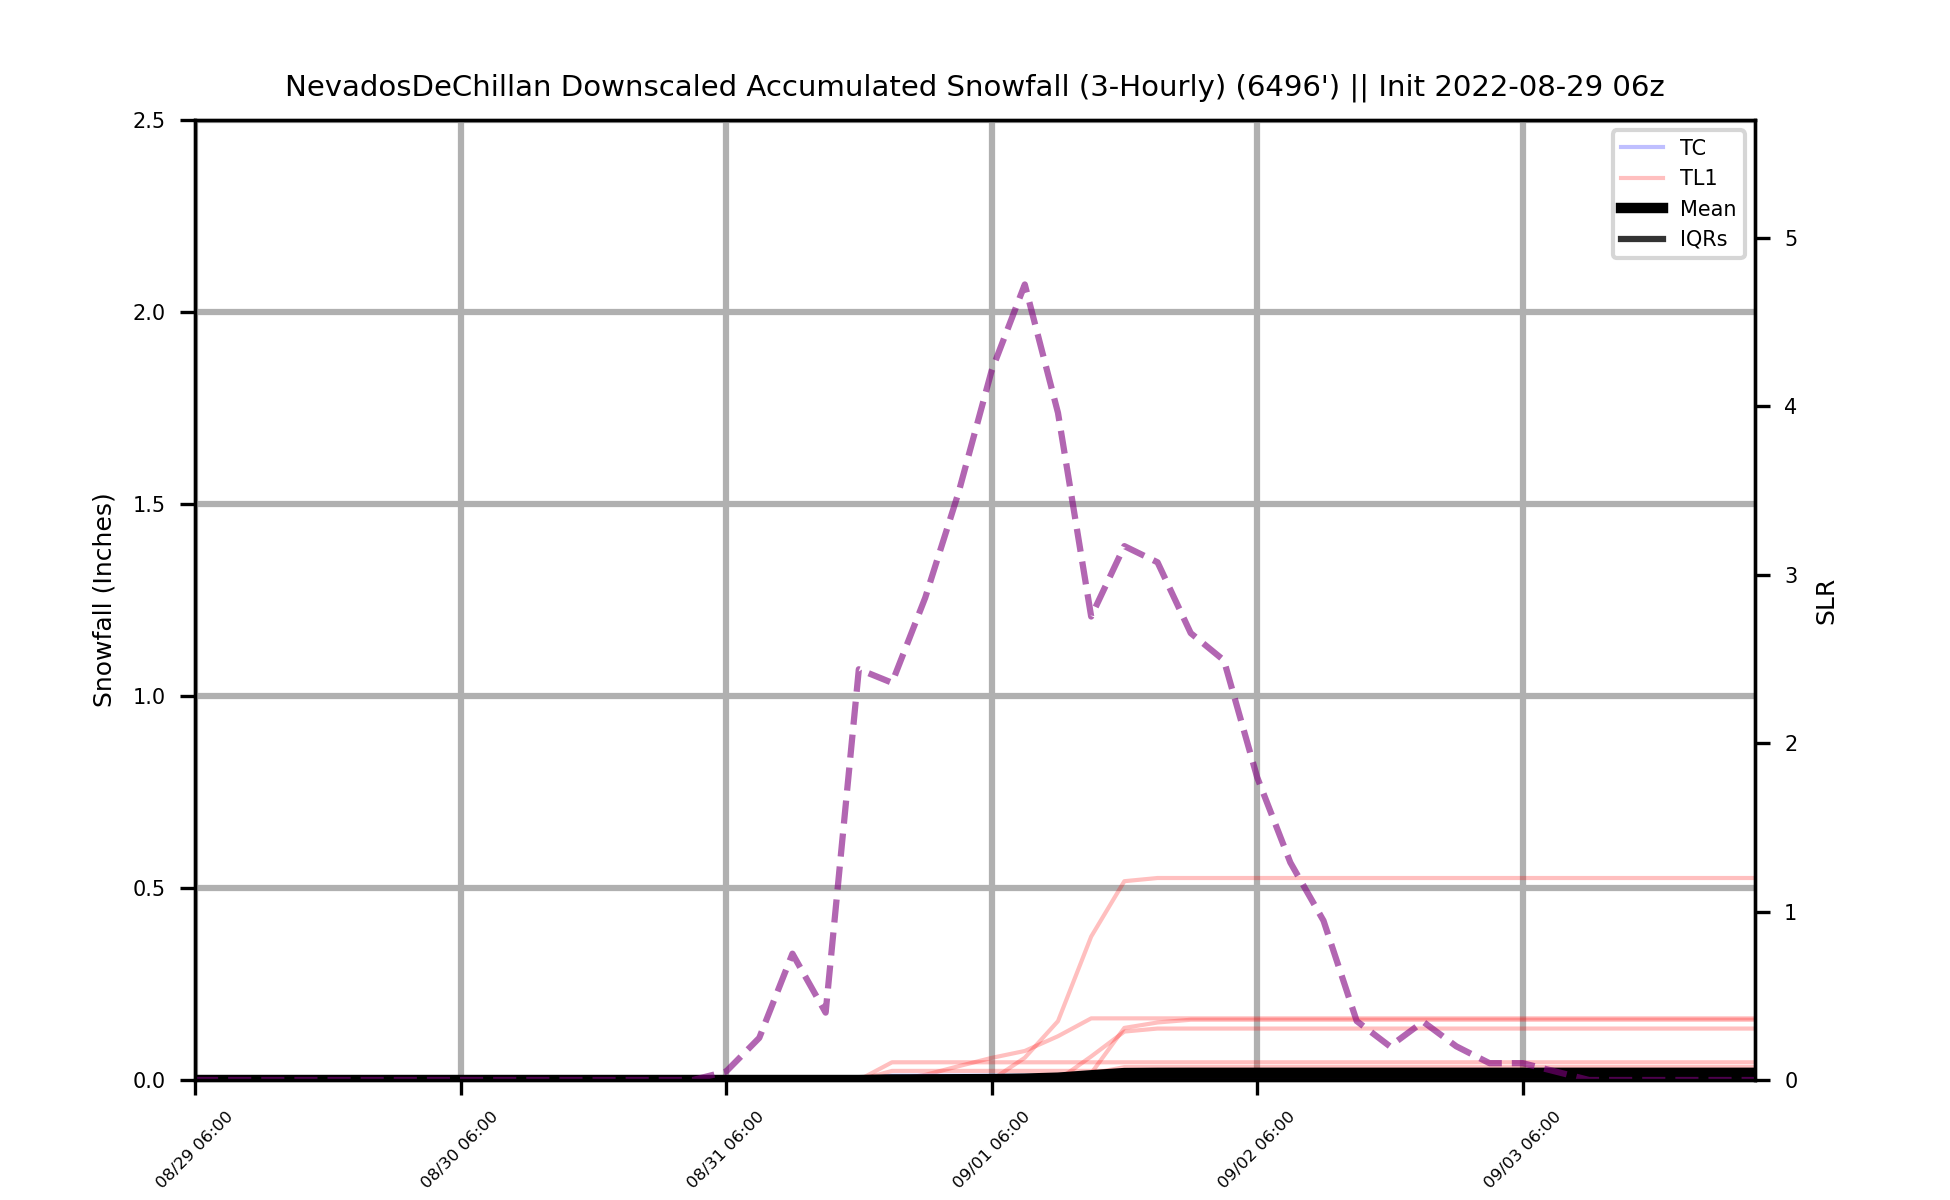 NevadosDeChillan Downscaled Accumulated Snowfall (3-Hourly) (6496') || Init 2022-08-29 06z
TC
TL1
Mean
IQRs
Snowfall (Inches)
2.5
2.0
1.5
1.0
0.5
0.0
5
4
3
2
1
0
SLR
08/29 06:00
08/30 06:00
08/31 06:00
09/01 06:00
09/02 06:00
09/03 06:00